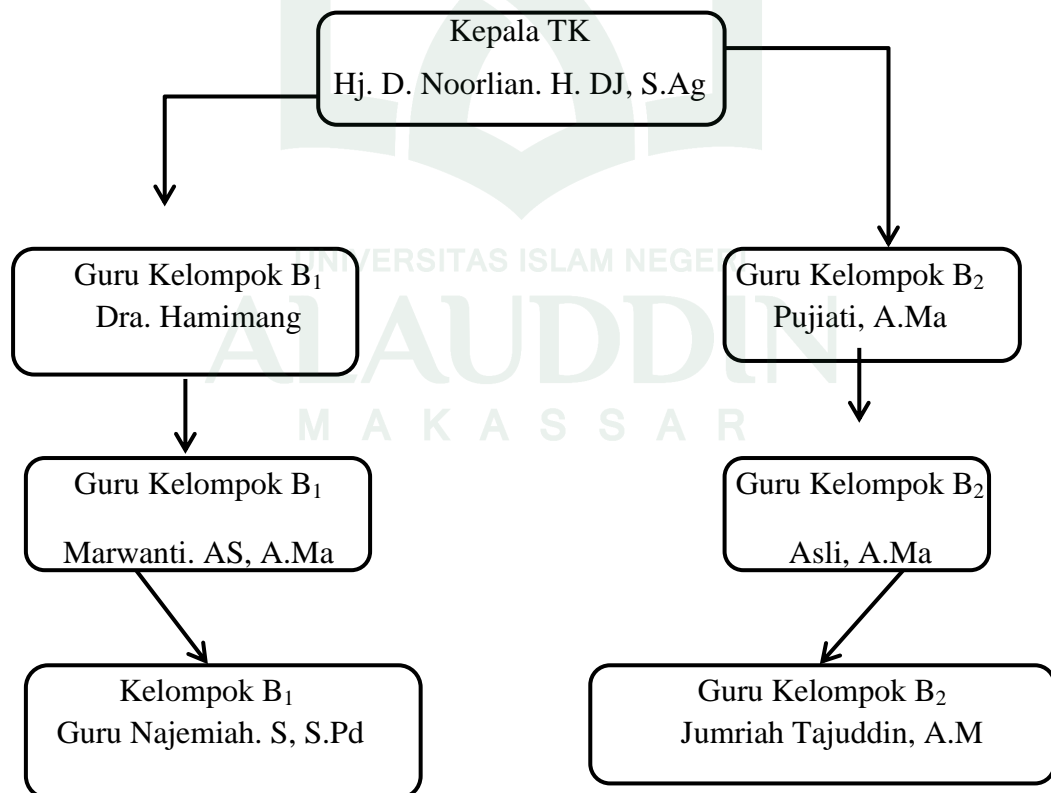 Kepala TK
Hj. D. Noorlian. H. DJ, S.Ag
UNIVERSITAS ISLAM NEGERI
ALAUDDIN
MAKASSAR
Guru Kelompok B₁
Dra. Hamimang
Guru Kelompok B₂
Pujiati, A.Ma
Guru Kelompok B₁
Marwanti. AS, A.Ma
Guru Kelompok B₂
Asli, A.Ma
Kelompok B₁
Guru Najemiah. S, S.Pd
Guru Kelompok B₂
Jumriah Tajuddin, A.M